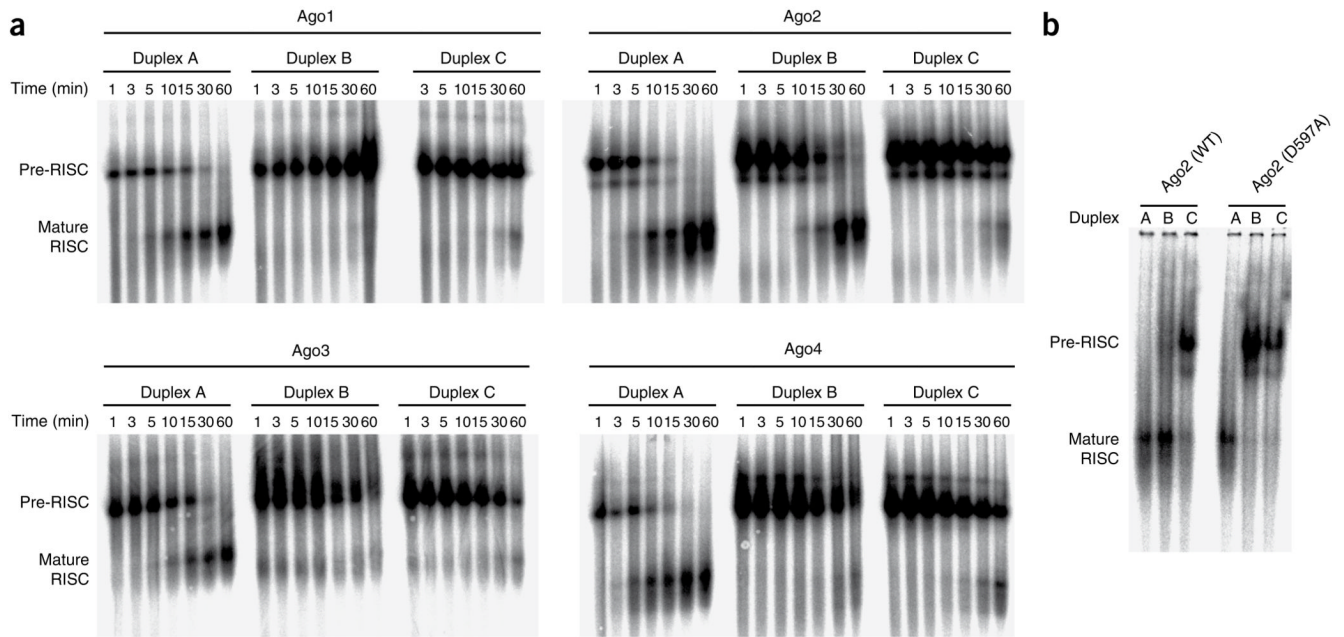 a
Ago1
Duplex A Duplex B Duplex C
Time (min) 1 3 5 10 15 30 60 1 3 5 10 15 30 60 3 5 10 15 30 60
Pre-RISC
Mature
RISC
Ago2
Duplex A Duplex B Duplex C
1 3 5 10 15 30 60 1 3 5 10 15 30 60 1 3 5 10 15 30 60
b
Ago2 (WT) Ago2 (D597A)
Duplex A B C A B C
Pre-RISC
Mature
RISC
Ago3
Duplex A Duplex B Duplex C
Time (min) 1 3 5 10 15 30 60 1 3 5 10 15 30 60 1 3 5 10 15 30 60
Pre-RISC
Mature
RISC
Ago4
Duplex A Duplex B Duplex C
1 3 5 10 15 30 60 1 3 5 10 15 30 60 1 3 5 10 15 30 60